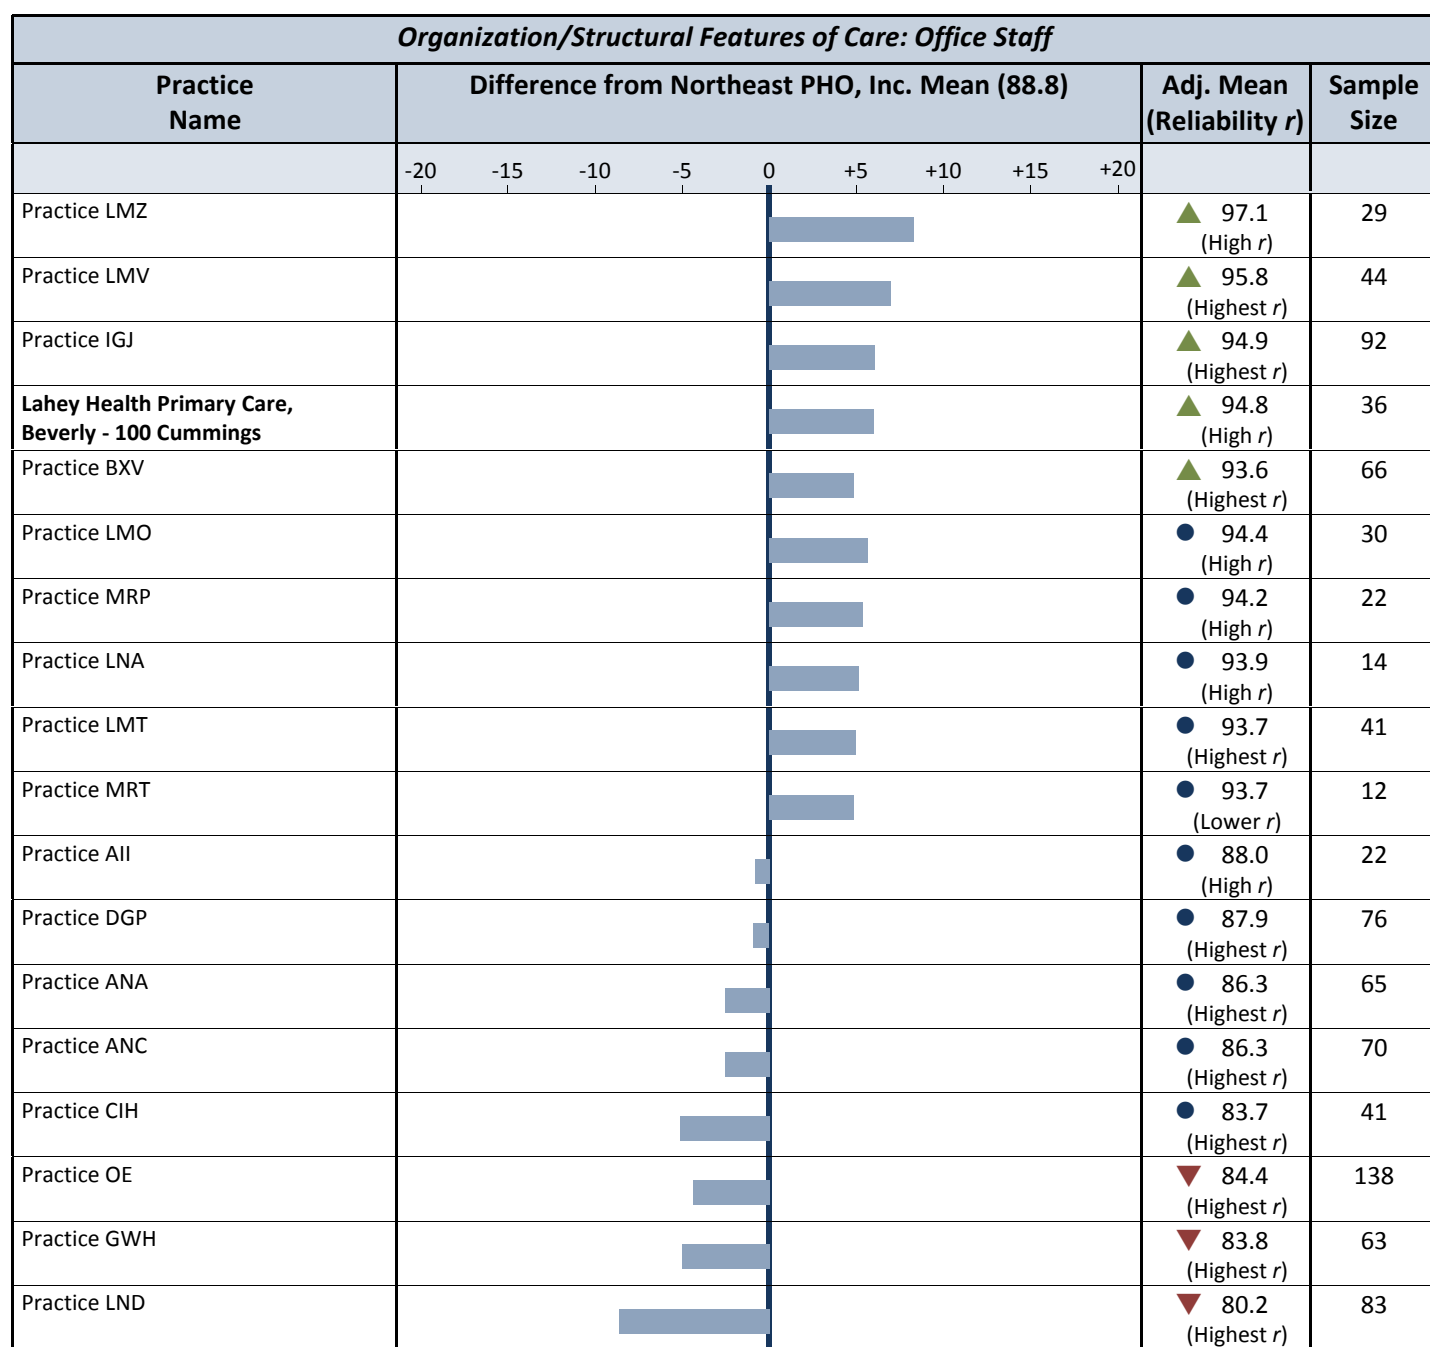 Organization/Structural Features of Care: Office Staff
Practice Name
Difference from Northeast PHO, Inc. Mean (88.8)
Adj. Mean (Reliability r)
Sample Size
-20 -15 -10 -5 0 +5 +10 +15 +20
Practice LMZ 97.1 29
(High r)
Practice LMV 95.8 44
(Highest r)
Practice IGJ 94.9 92
(Highest r)
Lahey Health Primary Care, 94.8 36
Beverly - 100 Cummings (High r)
Practice BXV 93.6 66
(Highest r)
Practice LMO 94.4 30
(High r)
Practice MRP 94.2 22
(High r)
Practice LNA 93.9 14
(High r)
Practice LMT 93.7 41
(Highest r)
Practice MRT 93.7 12
(Lower r)
Practice AII 88.0 22
(High r)
Practice DGP 87.9 76
(Highest r)
Practice ANA 86.3 65
(Highest r)
Practice ANC 86.3 70
(Highest r)
Practice CIH 83.7 41
(Highest r)
Practice OE 84.4 138
(Highest r)
Practice GWH 83.8 63
(Highest r)
Practice LND 80.2 83
(Highest r)